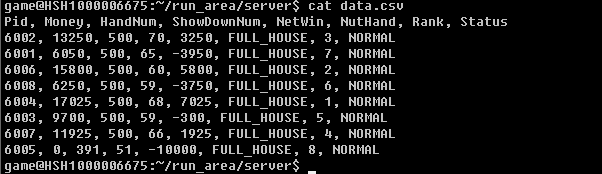 game@HSH1000006675:~/run_area/server$ cat data.csv
Pid, Money, HandNum, ShowDownNum, NetWin, NutHand, Rank, Status
6002, 13250, 500, 70, 3250, FULL_HOUSE, 3, NORMAL
6001, 6050, 500, 65, -3950, FULL_HOUSE, 7, NORMAL
6006, 15800, 500, 60, 5800, FULL_HOUSE, 2, NORMAL
6008, 6250, 500, 59, -3750, FULL_HOUSE, 6, NORMAL
6004, 17025, 500, 68, 7025, FULL_HOUSE, 1, NORMAL
6003, 9700, 500, 59, -300, FULL_HOUSE, 5, NORMAL
6007, 11925, 500, 66, 1925, FULL_HOUSE, 4, NORMAL
6005, 0, 391, 51, -10000, FULL_HOUSE, 8, NORMAL
game@HSH1000006675:~/run_area/server$